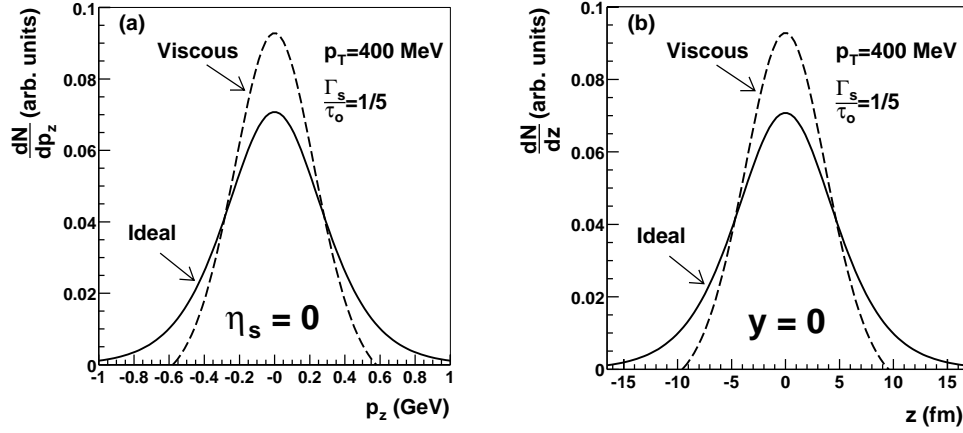 (a)
Viscous
p_T=400 MeV
Γ_s/τ_o=1/5
Ideal
η_s = 0
dN/dp_z (arb. units)
0.1
0.08
0.06
0.04
0.02
0
-1 -0.8 -0.6 -0.4 -0.2 -0 0.2 0.4 0.6 0.8 1
p_z (GeV)
(b)
Viscous
p_T=400 MeV
Γ_s/τ_o=1/5
Ideal
y = 0
dN/dz (arb. units)
0.1
0.08
0.06
0.04
0.02
0
-15 -10 -5 0 5 10 15
z (fm)